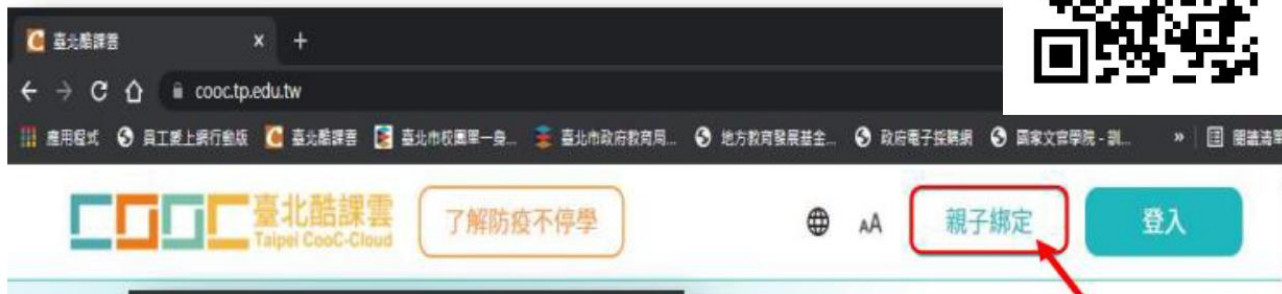 臺北酷課雲 × +
cooc.tp.edu.tw
應用程式 員工愛上網行動版 臺北酷課雲 臺北市校園單一身... 臺北市政府教育局... 地方教育發展基金... 政府電子採購網 國家文官學院 - 訓... » 閱讀清單
COOC 臺北酷課雲 了解防疫不停學 AA 親子綁定 登入
Taipei CooC-Cloud